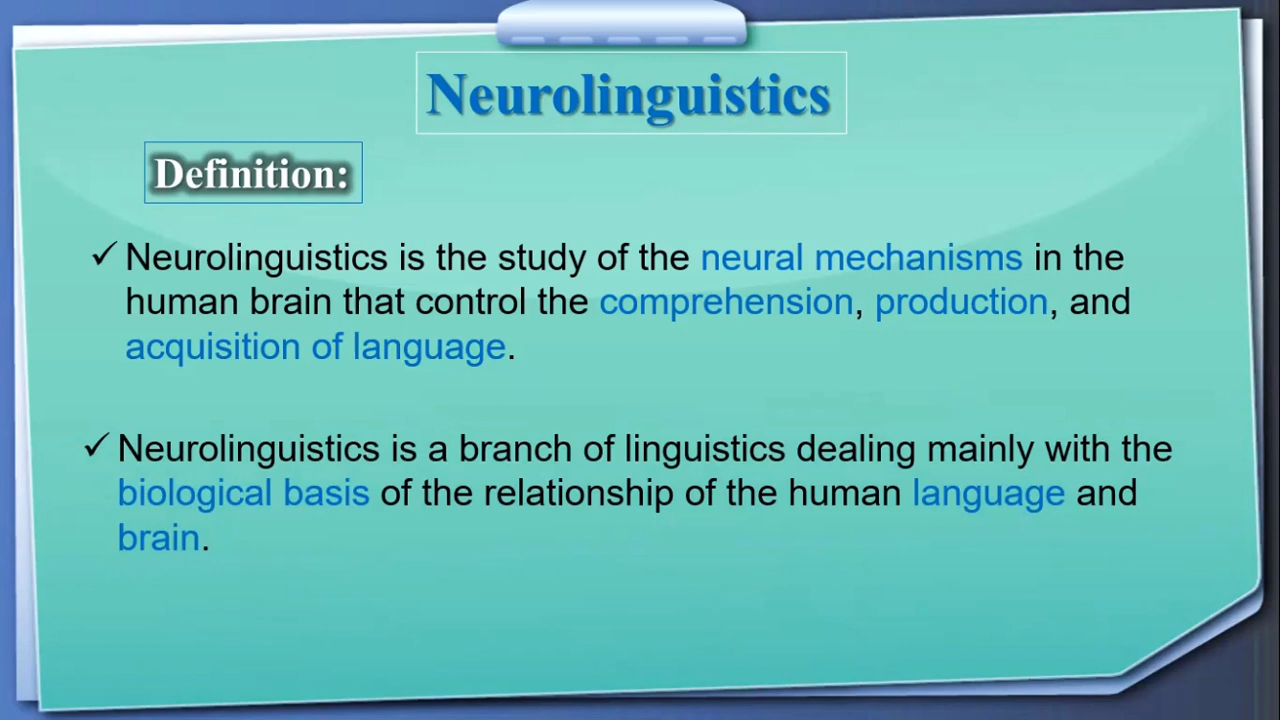 Neurolinguistics
Definition:
✓ Neurolinguistics is the study of the neural mechanisms in the
human brain that control the comprehension, production, and
acquisition of language.
✓ Neurolinguistics is a branch of linguistics dealing mainly with the
biological basis of the relationship of the human language and
brain.